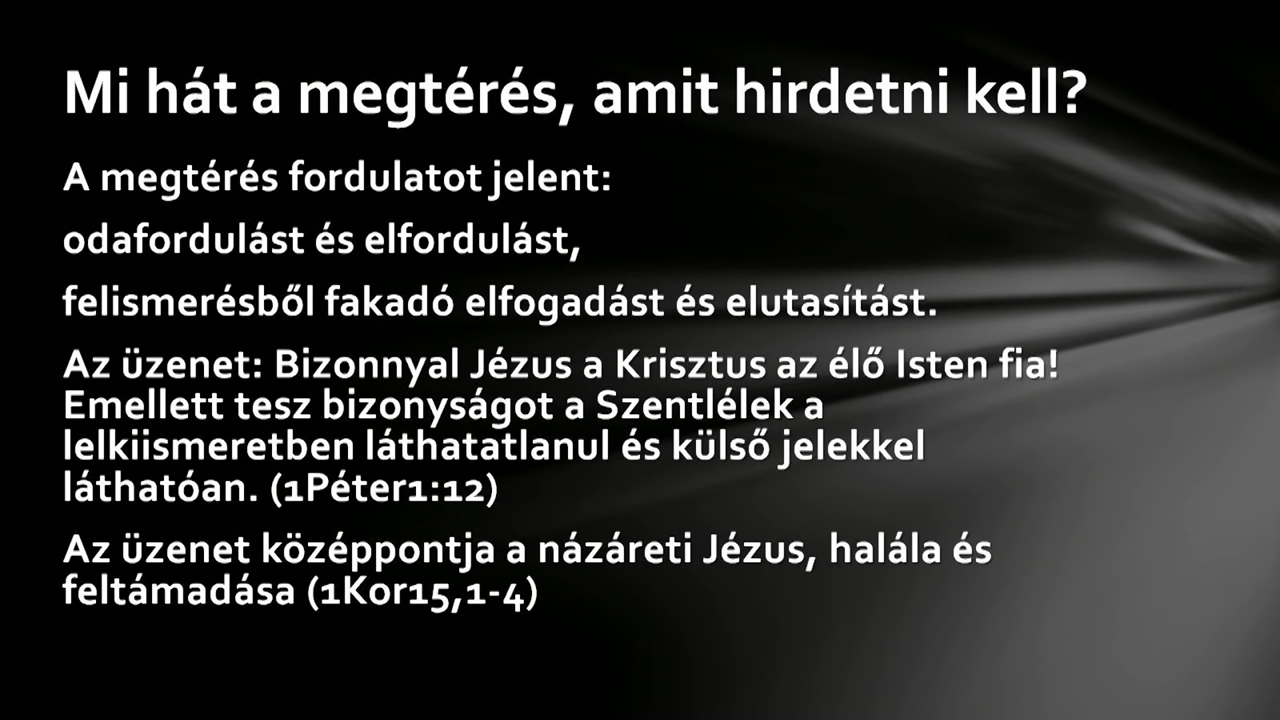 Mi hát a megtérés, amit hirdetni kell?
A megtérés fordulatot jelent:
odafordulást és elfordulást,
felismerésből fakadó elfogadást és elutasítást.
Az üzenet: Bizonnyal Jézus a Krisztus az élő Isten fia!
Emellett tesz bizonyságot a Szentlélek a
lelkiismeretben láthatatlanul és külső jelekkel
láthatóan. (1Péter1:12)
Az üzenet középpontja a názáreti Jézus, halála és
feltámadása (1Kor15,1-4)